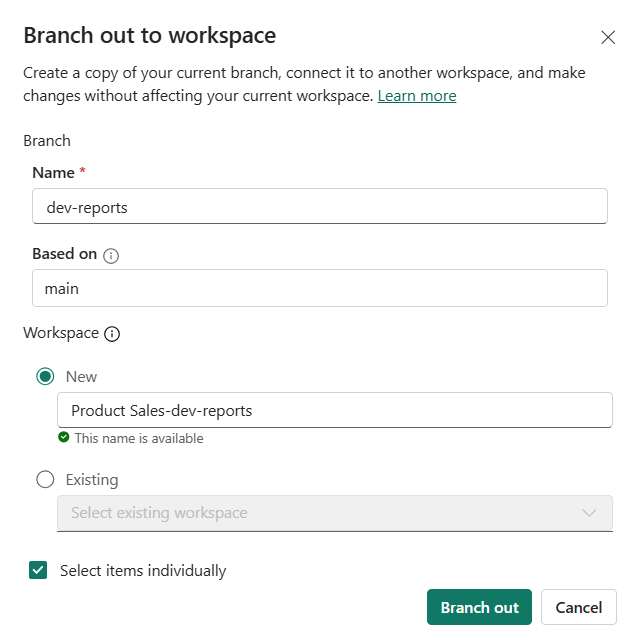 Branch out to workspace
Create a copy of your current branch, connect it to another workspace, and make
changes without affecting your current workspace. Learn more
Branch
Name *
dev-reports
Based on
main
Workspace
New
Product Sales-dev-reports
This name is available
Existing
Select existing workspace
Select items individually
Branch out
Cancel